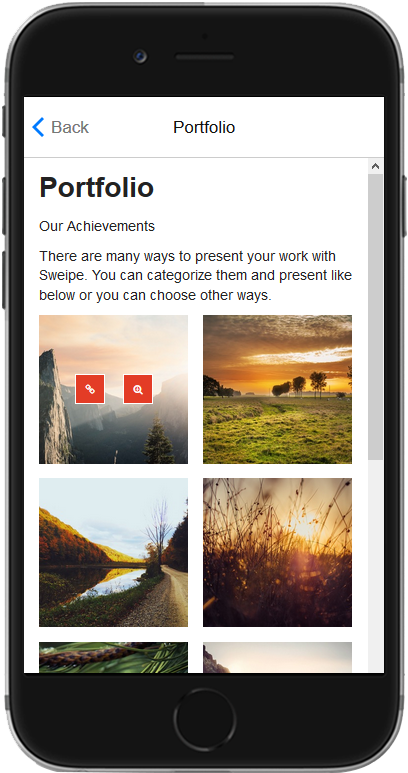 Back
Portfolio
Portfolio
Our Achievements
There are many ways to present your work with
Sweipe. You can categorize them and present like
below or you can choose other ways.